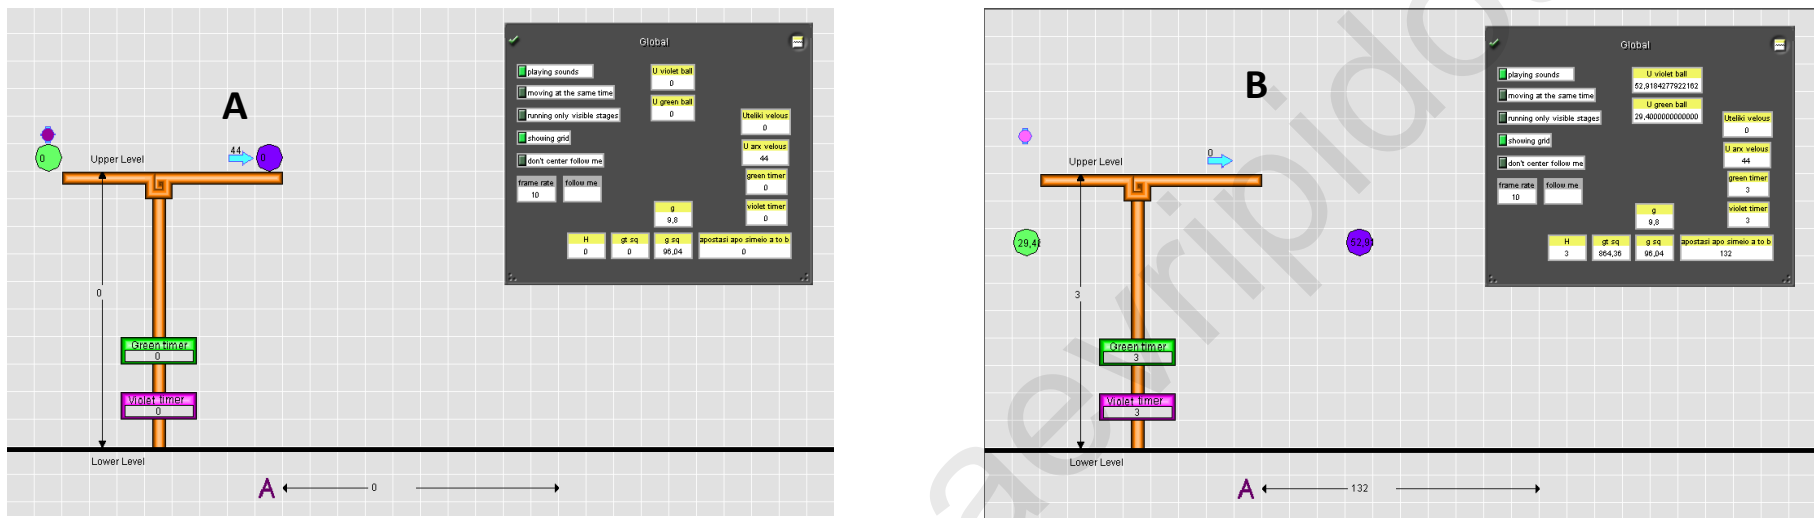 A
Global
playing sounds
moving at the same time
running only visible stages
showing grid
don't center follow me
frame rate
10
follow me
U violet ball
0
U green ball
0
Uteliki velous
0
U arx velous
44
green timer
0
violet timer
0
g
9,8
H
0
gt sq
0
g sq
96,04
apostasi apo simeio a to b
0
0
Upper Level
44
0
0
Green timer
0
Violet timer
0
Lower Level
A
0
B
Global
playing sounds
moving at the same time
running only visible stages
showing grid
don't center follow me
frame rate
10
follow me
U violet ball
52,9184277922162
U green ball
29,4000000000000
Uteliki velous
0
U arx velous
44
green timer
3
violet timer
3
g
9,8
H
3
gt sq
864,36
g sq
96,04
apostasi apo simeio a to b
132
Upper Level
0
3
Green timer
3
Violet timer
3
Lower Level
A
132
aevripido